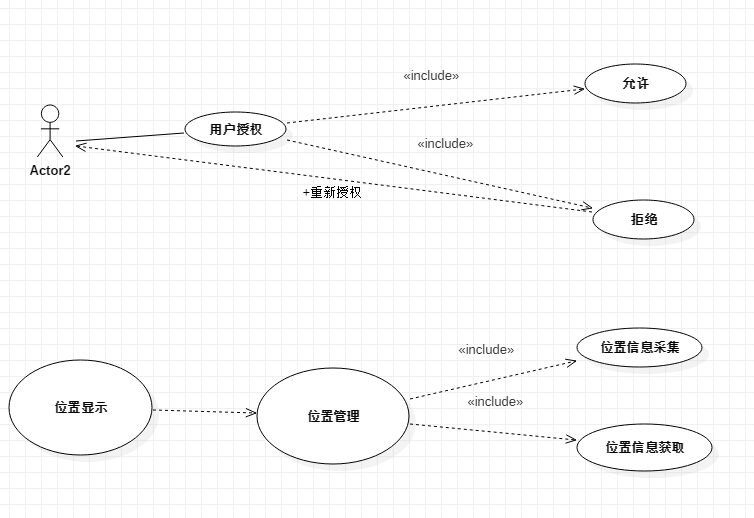 «include»
允许
用户授权
Actor2
«include»
+重新授权
拒绝
«include»
位置信息采集
位置显示
«include»
位置管理
位置信息获取